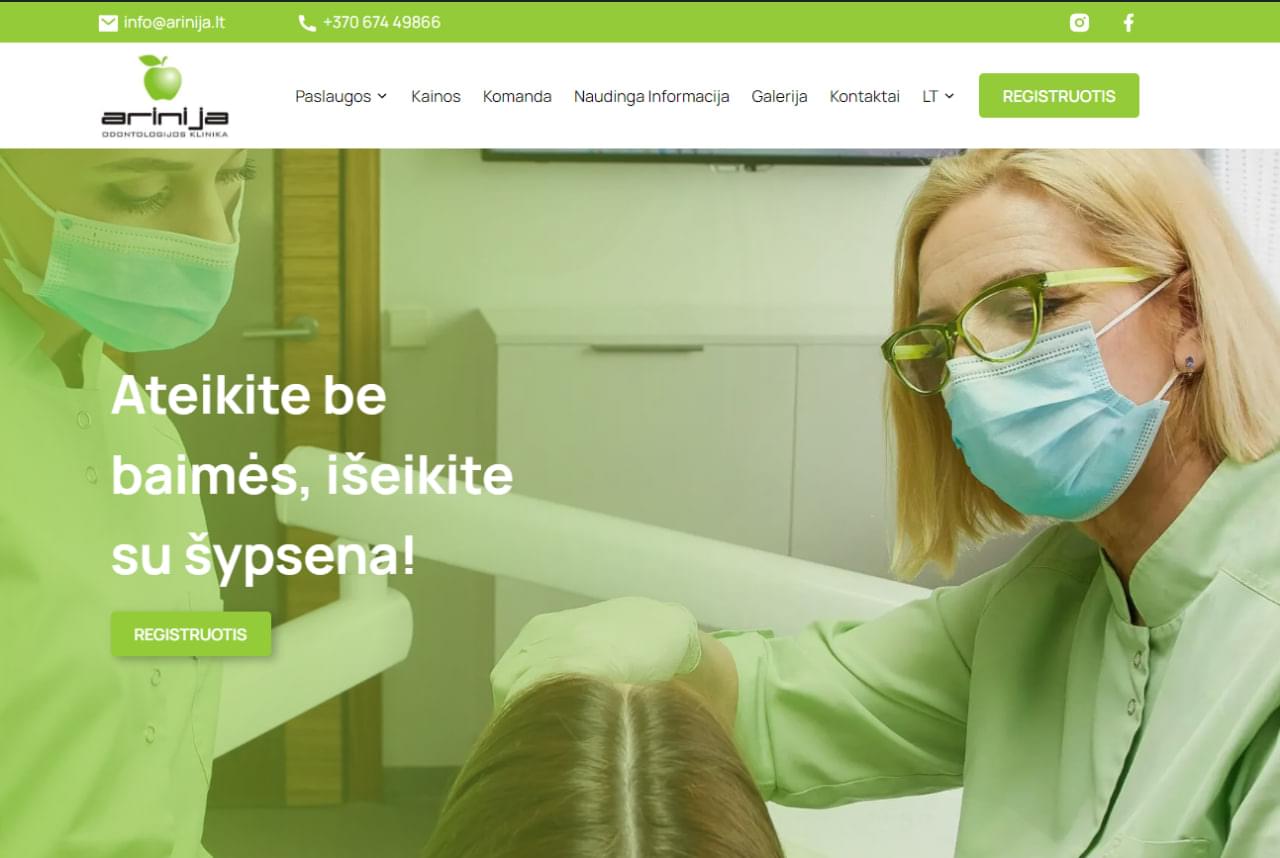 info@arinija.lt
+370 674 49866
arinija
ODONTOLOGIJOS KLINIKA
Paslaugos
Kainos
Komanda
Naudinga Informacija
Galerija
Kontaktai
LT
REGISTRUOTIS
Ateikite be
baimės, išeikite
su šypsena!
REGISTRUOTIS